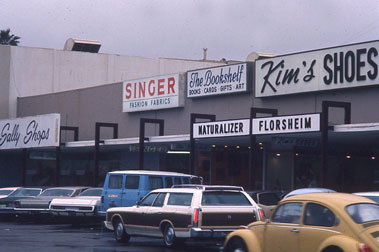 Sally Shops
SINGER
FASHION FABRICS
The Bookshelf
BOOKS · CARDS · GIFTS · ART
Kim's SHOES
NATURALIZER FLORSHEIM